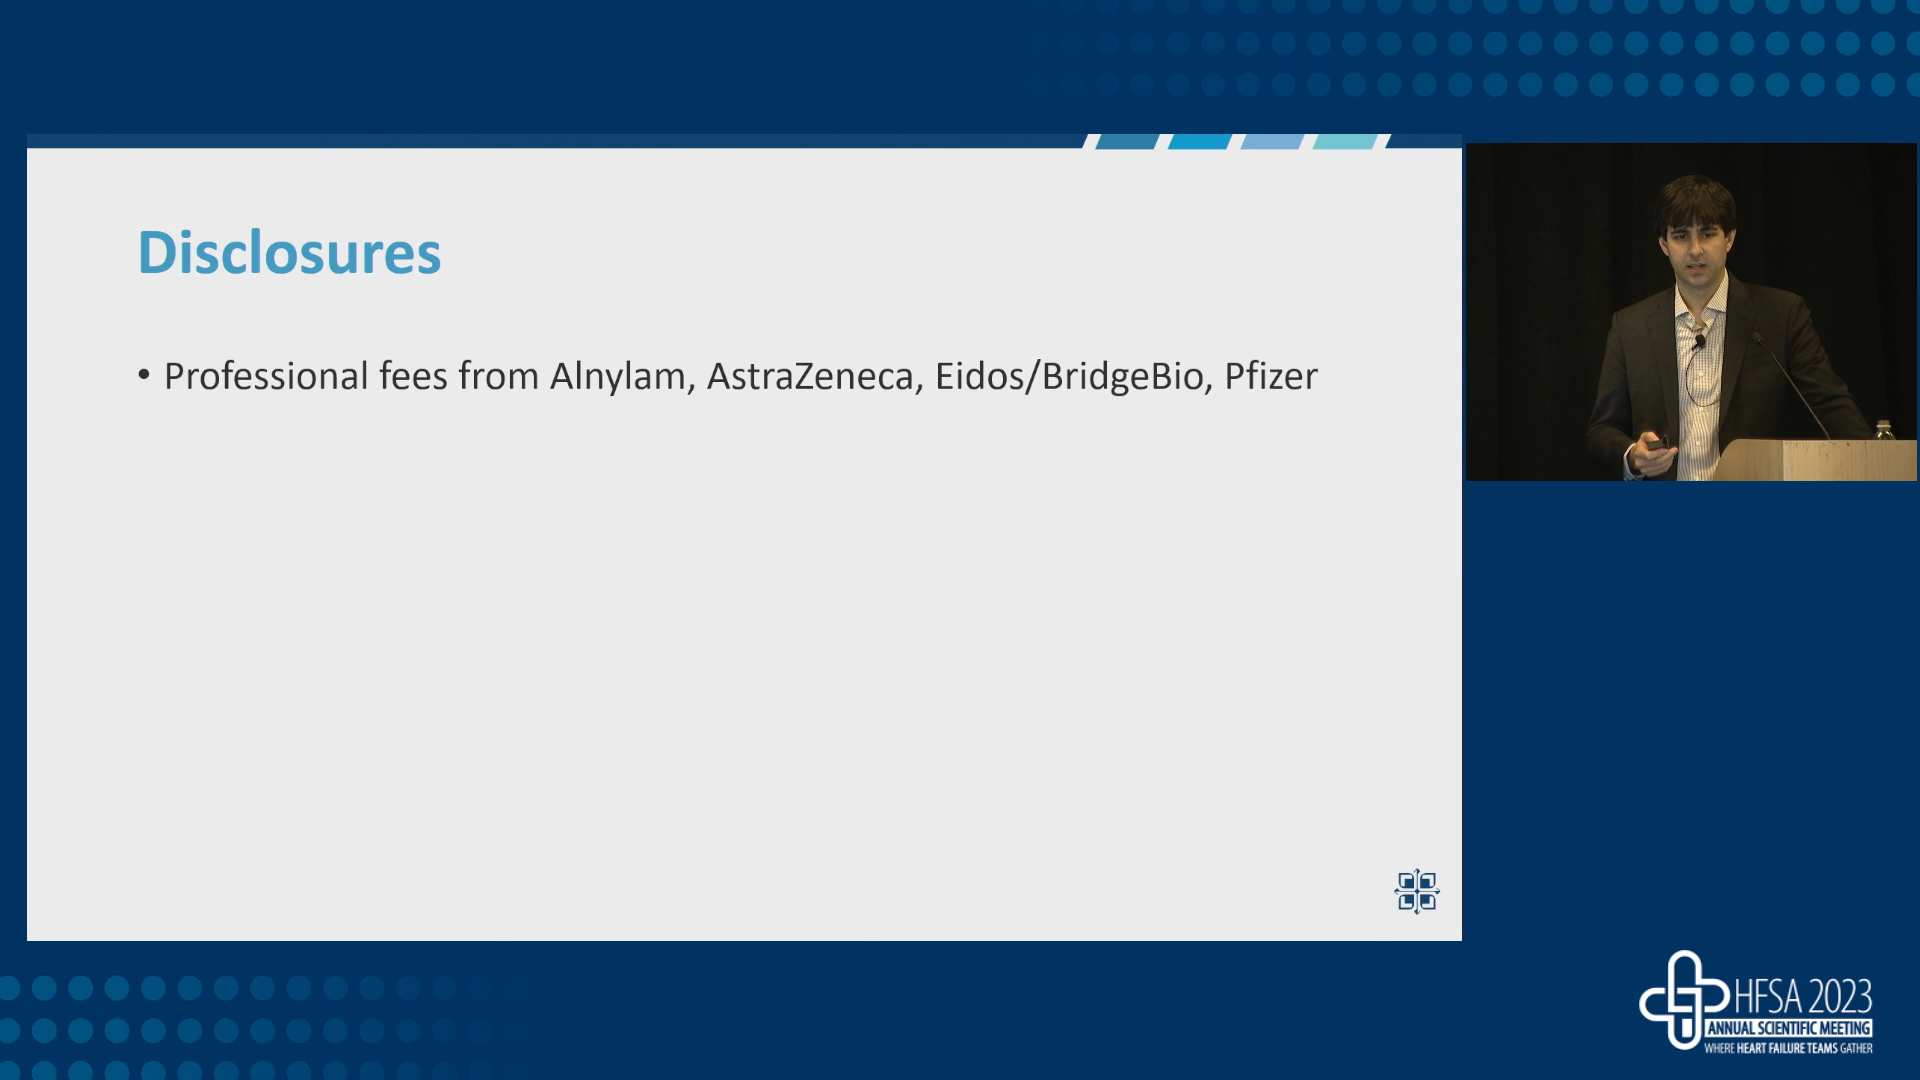 Disclosures
• Professional fees from Alnylam, AstraZeneca, Eidos/BridgeBio, Pfizer
HFSA 2023
ANNUAL SCIENTIFIC MEETING
WHERE HEART FAILURE TEAMS GATHER